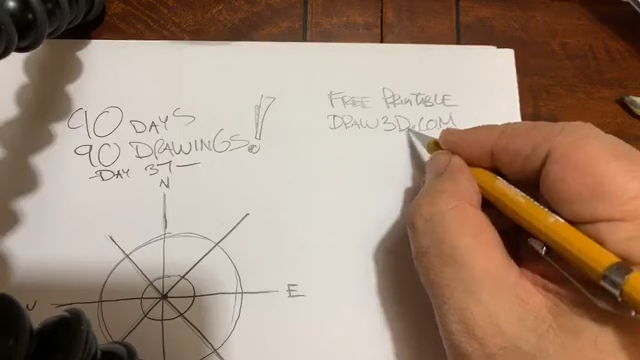 90 DAYS
90 DRAWINGS!
-DAY 37-
FREE PRINTABLE
DRAW3D.COM
N
E